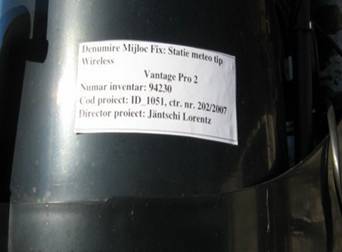 Denumire Mijloc Fix: Statie meteo tip
Wireless
Vantage Pro 2
Numar inventar: 94230
Cod proiect: ID_1051, ctr. nr. 202/2007
Director proiect: Jäntschi Lorentz